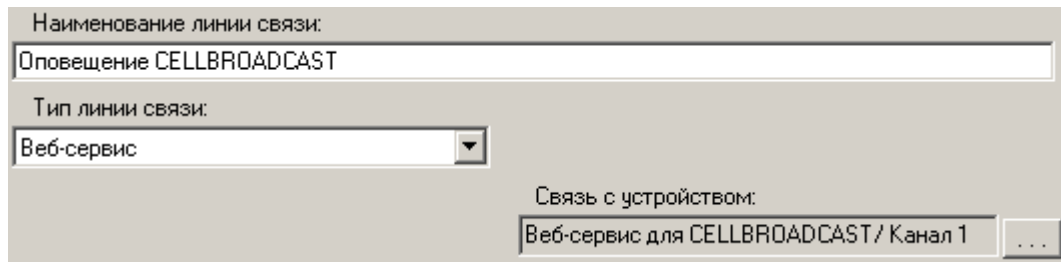 Наименование линии связи:
Оповещение CELLBROADCAST
Тип линии связи:
Веб-сервис
Связь с устройством:
Веб-сервис для CELLBROADCAST / Канал 1
...